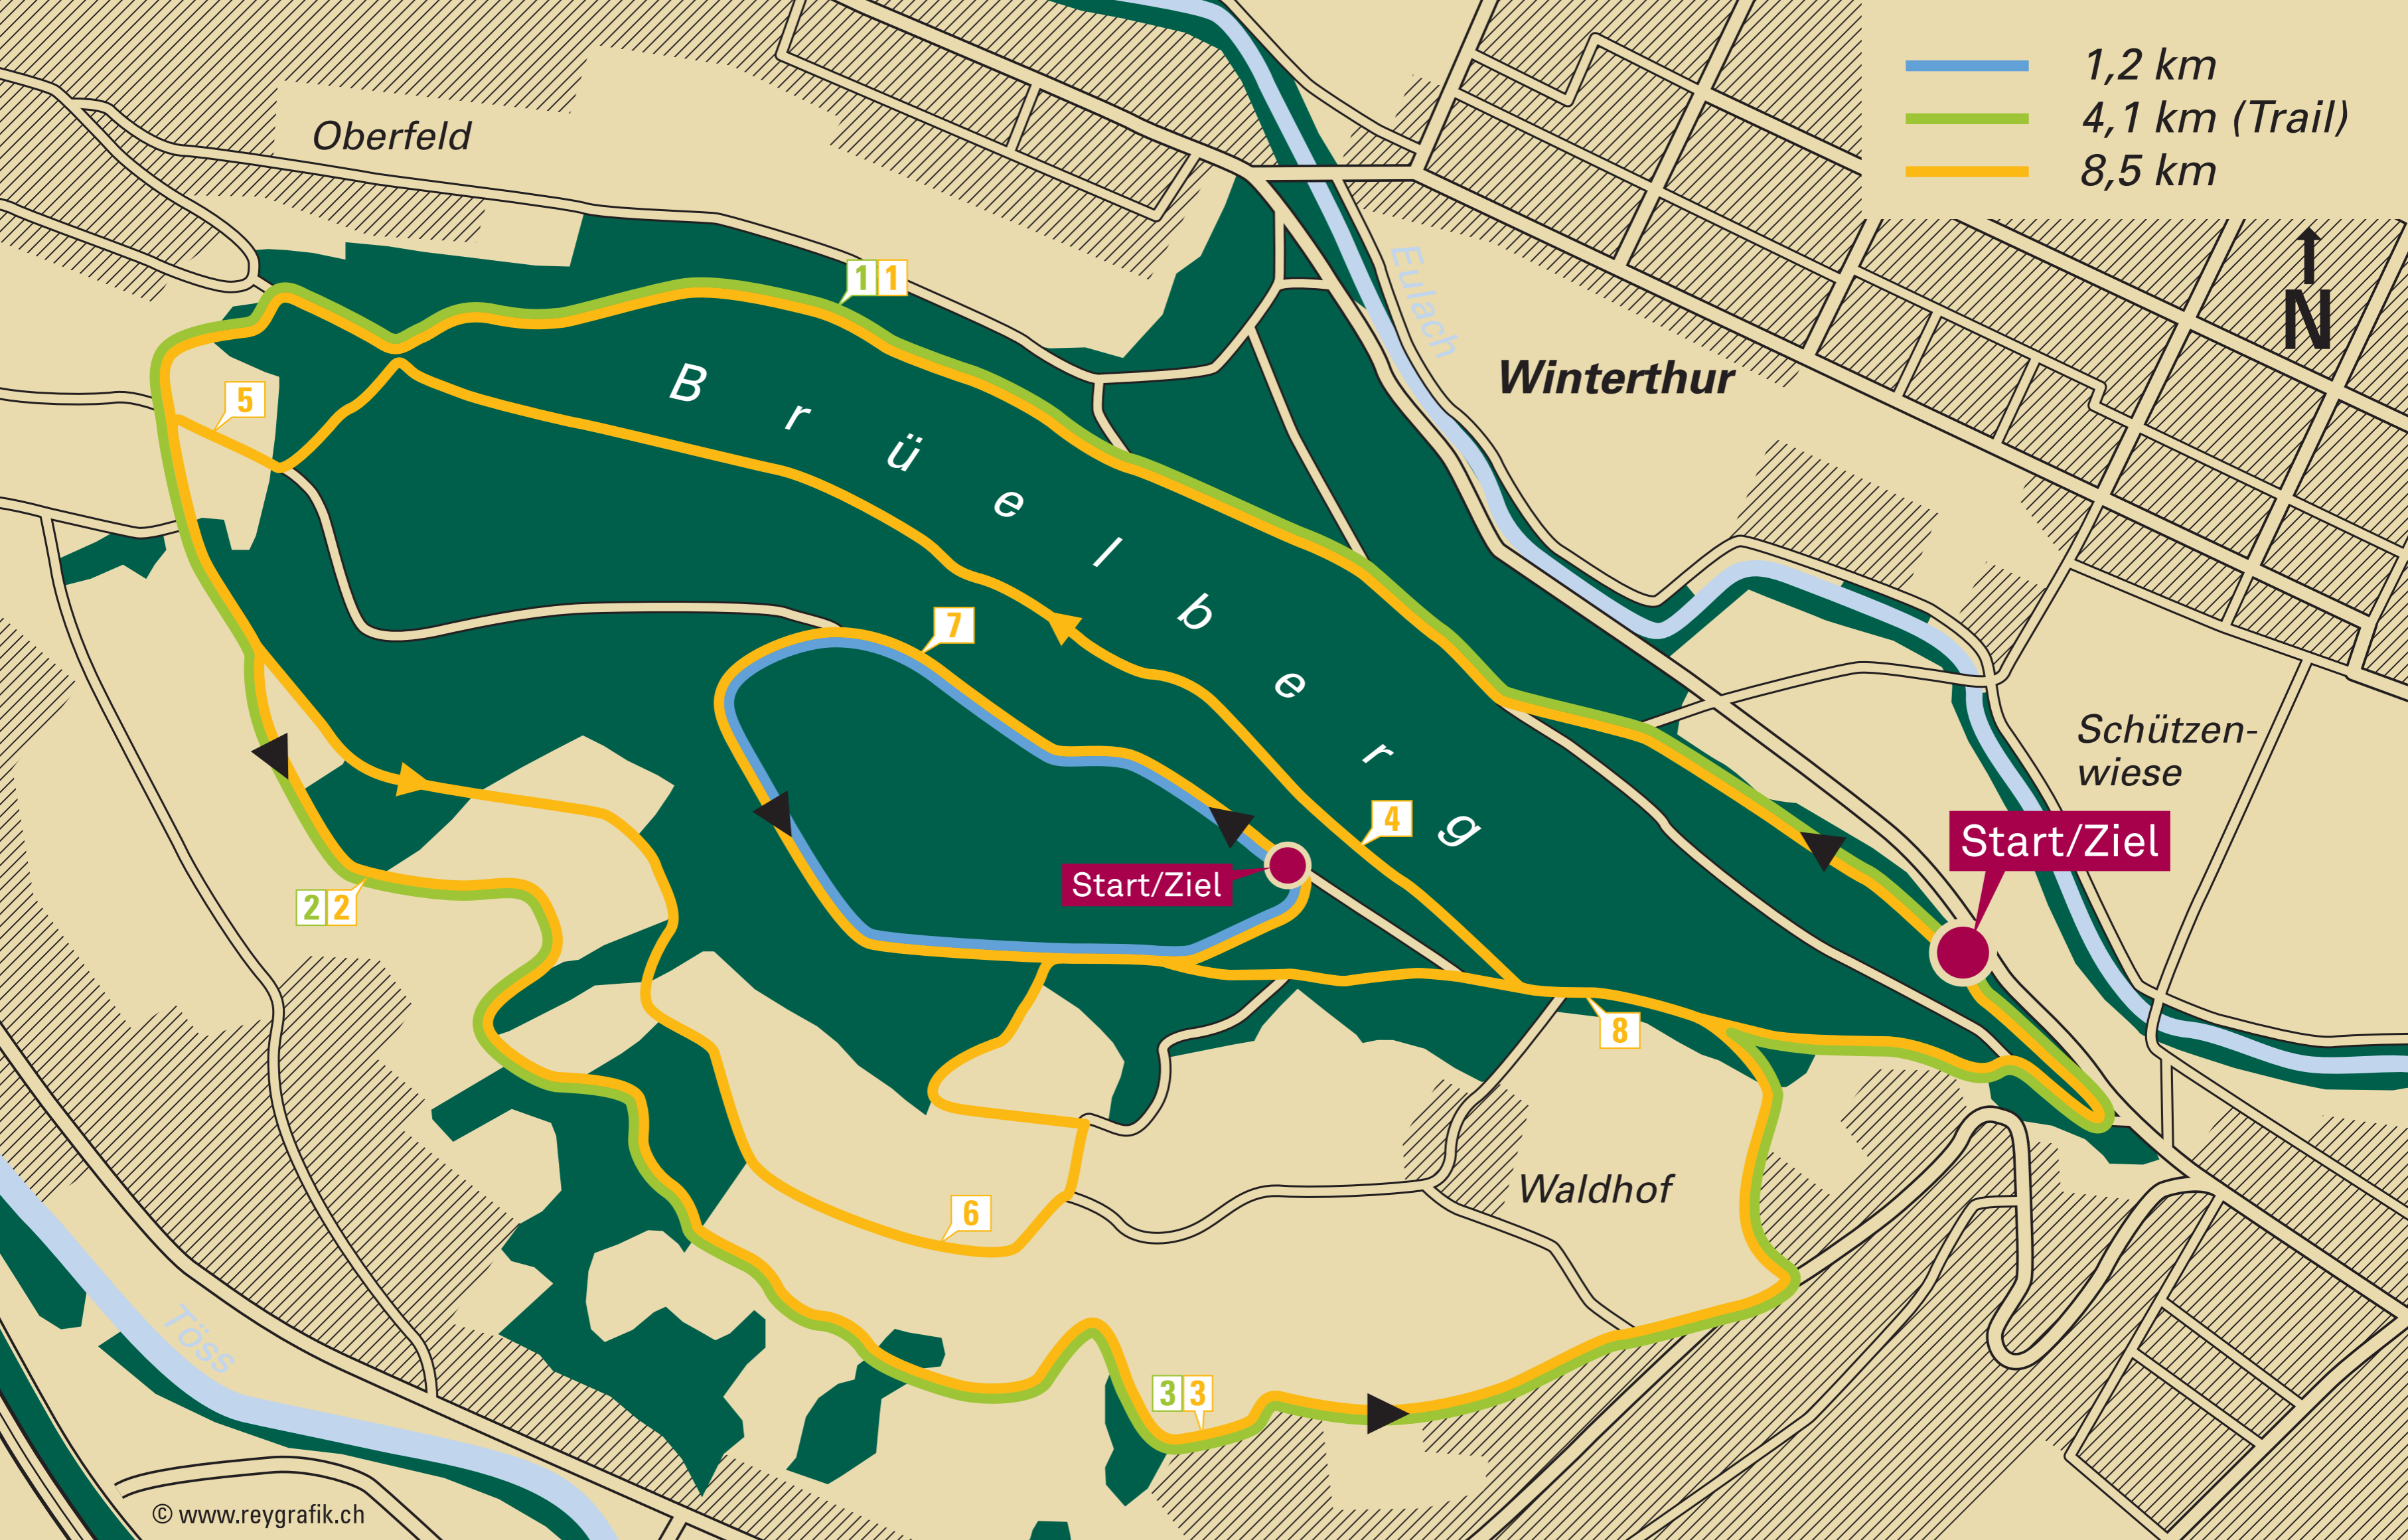 1,2 km
4,1 km (Trail)
8,5 km
N
Oberfeld
1 1
Eulach
Winterthur
5
Brüelberg
7
Schützen-
wiese
4
Start/Ziel
Start/Ziel
2 2
8
Waldhof
6
Töss
3 3
© www.reygrafik.ch